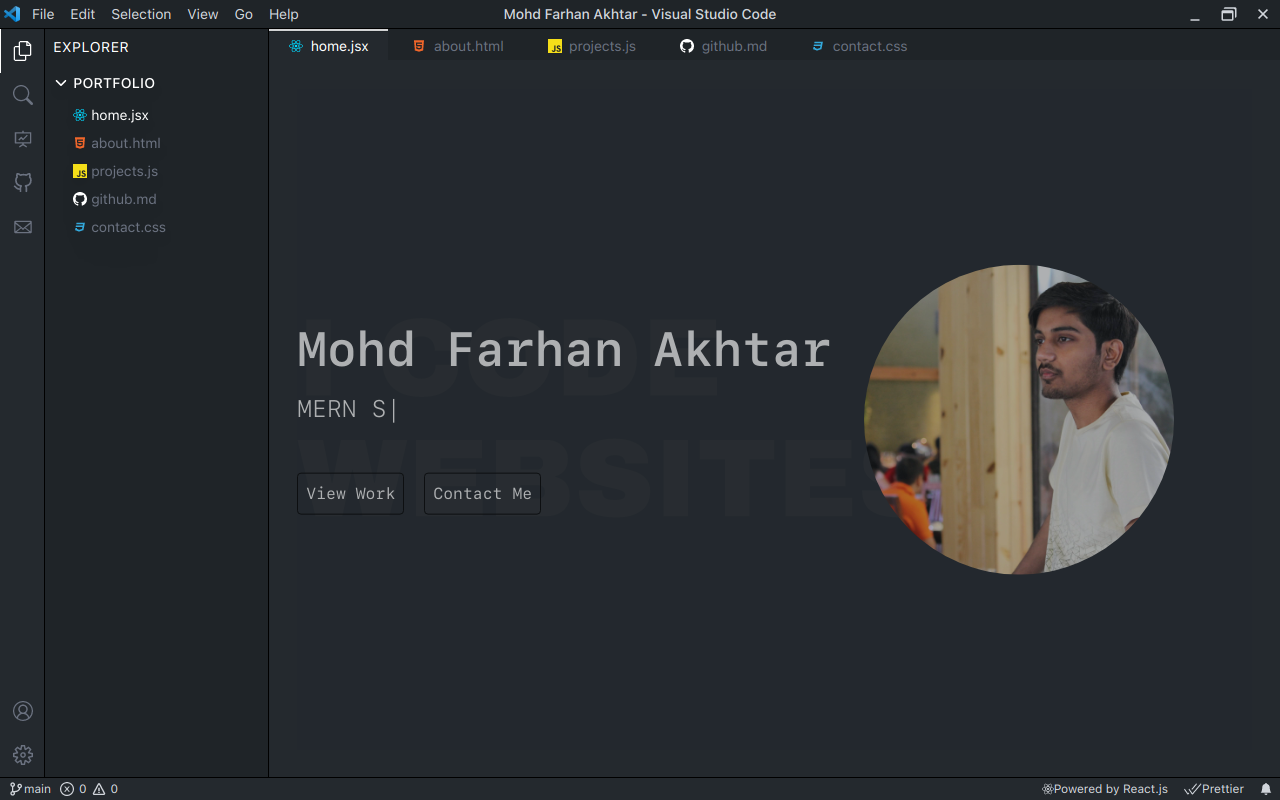 File Edit Selection View Go Help
Mohd Farhan Akhtar - Visual Studio Code
EXPLORER
PORTFOLIO
home.jsx
about.html
projects.js
github.md
contact.css
home.jsx
about.html
projects.js
github.md
contact.css
I CODE
Mohd Farhan Akhtar
MERN S|
WEBSITES
View Work
Contact Me
main 0 0
Powered by React.js
Prettier